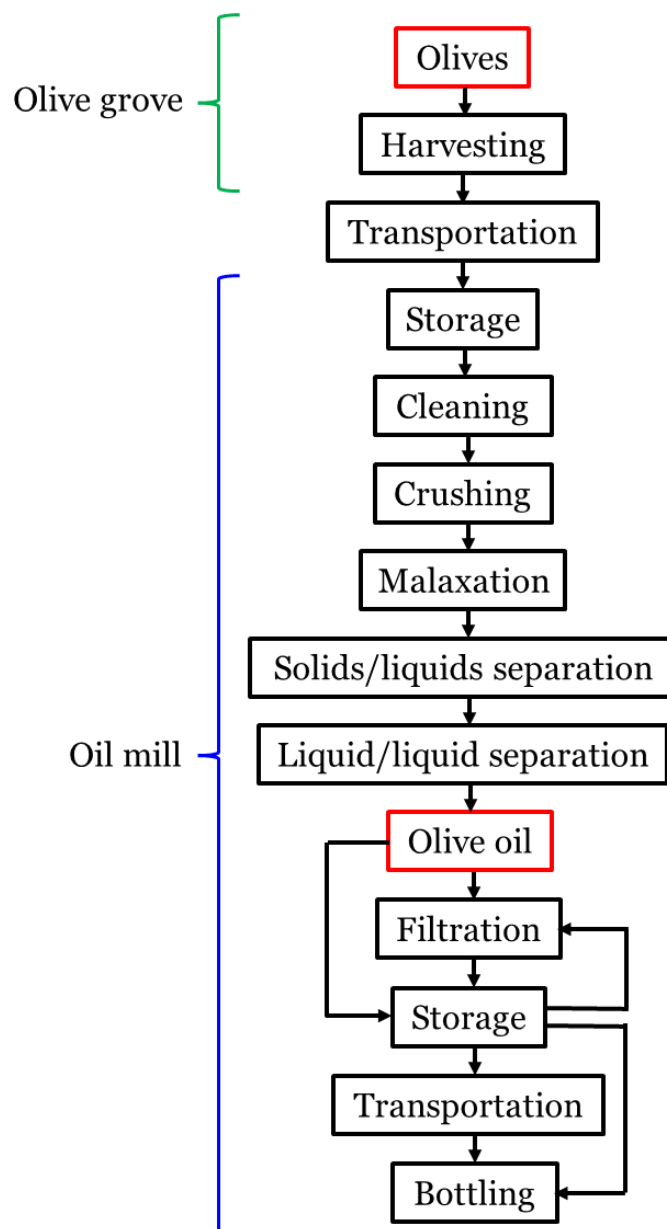 Olives
Olive grove
Harvesting
Transportation
Storage
Cleaning
Crushing
Malaxation
Solids/liquids separation
Oil mill
Liquid/liquid separation
Olive oil
Filtration
Storage
Transportation
Bottling